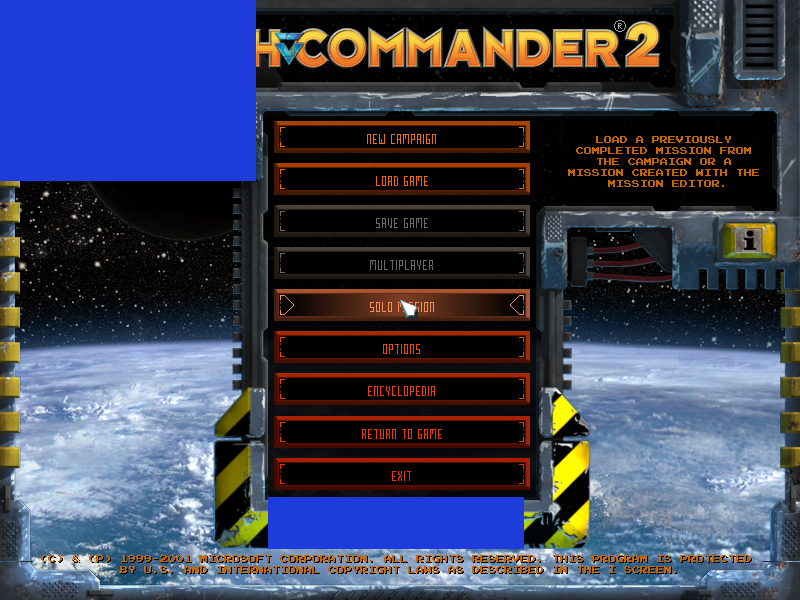 H COMMANDER® 2
NEW CAMPAIGN
LOAD GAME
SAVE GAME
MULTIPLAYER
SOLO MISSION
OPTIONS
ENCYCLOPEDIA
RETURN TO GAME
EXIT
LOAD A PREVIOUSLY
COMPLETED MISSION FROM
THE CAMPAIGN OR A
MISSION CREATED WITH THE
MISSION EDITOR.
i
(C) & (P) 1999-2001 MICROSOFT CORPORATION. ALL RIGHTS RESERVED. THIS PROGRAM IS PROTECTED
BY U.S. AND INTERNATIONAL COPYRIGHT LAWS AS DESCRIBED IN THE I SCREEN.